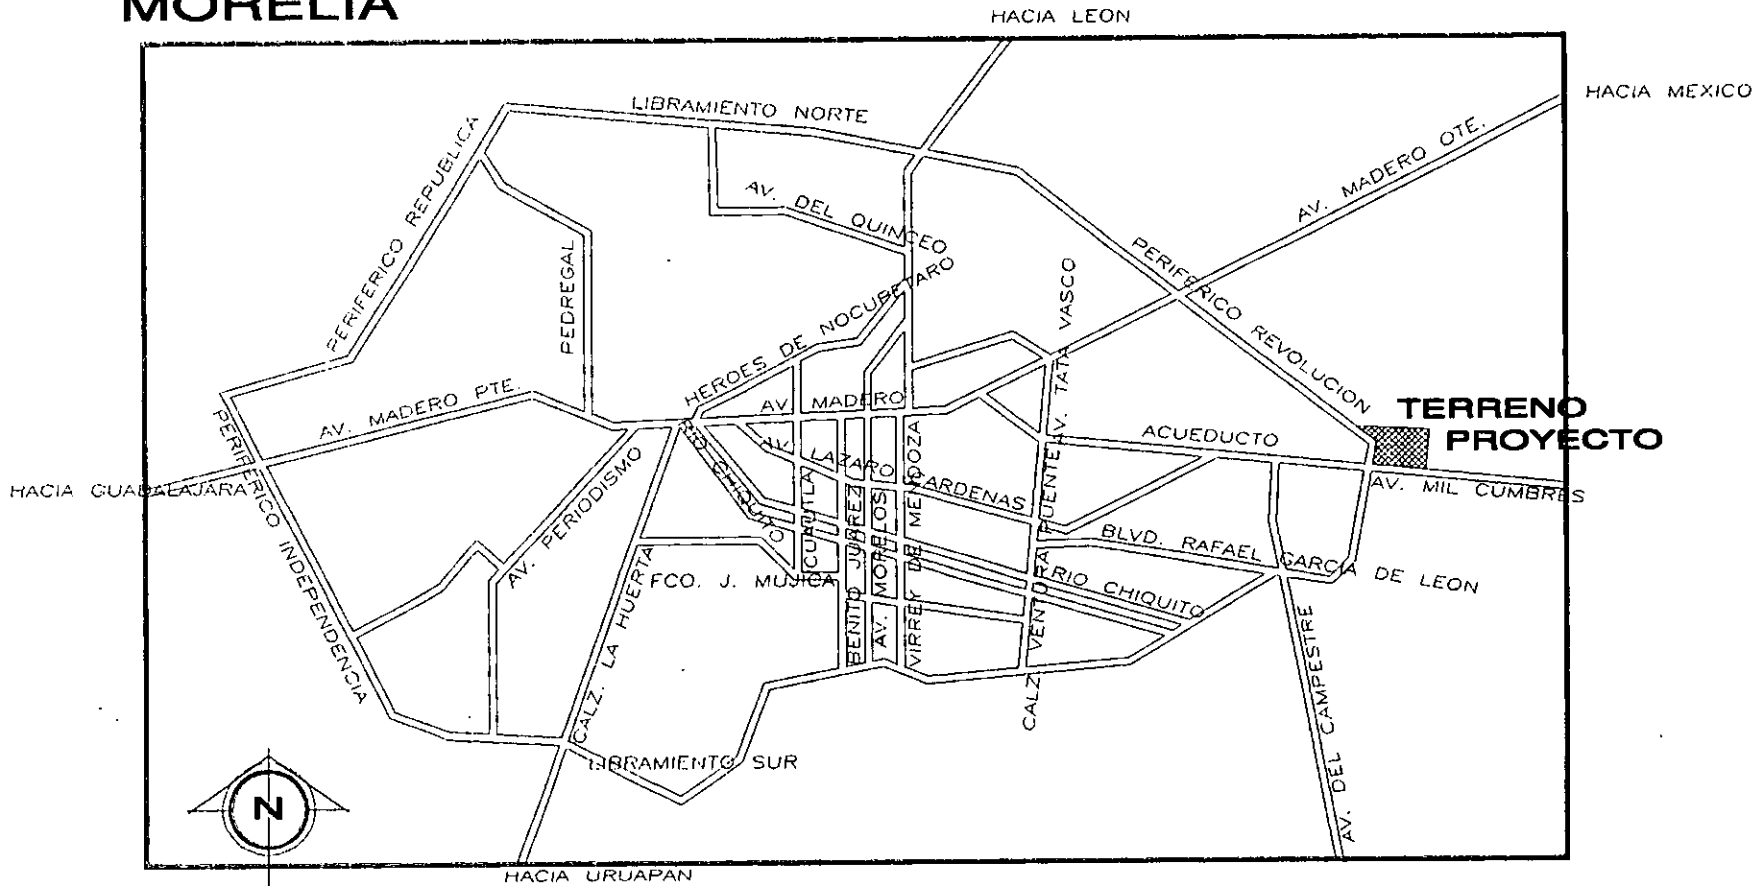 MORELIA
HACIA LEON
HACIA MEXICO
LIBRAMIENTO NORTE
PERIFERICO REPUBLICA
AV. MADERO OTE.
AV. DEL QUINCEO
PEDREGAL
HEROES DE NOCUPETARO
AV. TATA VASCO
PERIFERICO REVOLUCION
AV. MADERO PTE.
AV MADERO
TERRENO
PROYECTO
ACUEDUCTO
AV. LAZARO CARDENAS
RIO CHIQUITO
AV. PERIODISMO
HACIA GUADALAJARA
PERIFERICO INDEPENDENCIA
AV. MIL CUMBRES
CUAUTLA
BENITO JUAREZ
AV. MORELOS
VIRREY DE MENDOZA
CALZ VENTURA PUENTE
BLVD. RAFAEL GARCIA DE LEON
FCO. J. MUJICA
RIO CHIQUITO
CALZ. LA HUERTA
AV. DEL CAMPESTRE
LIBRAMIENTO SUR
N
HACIA URUAPAN